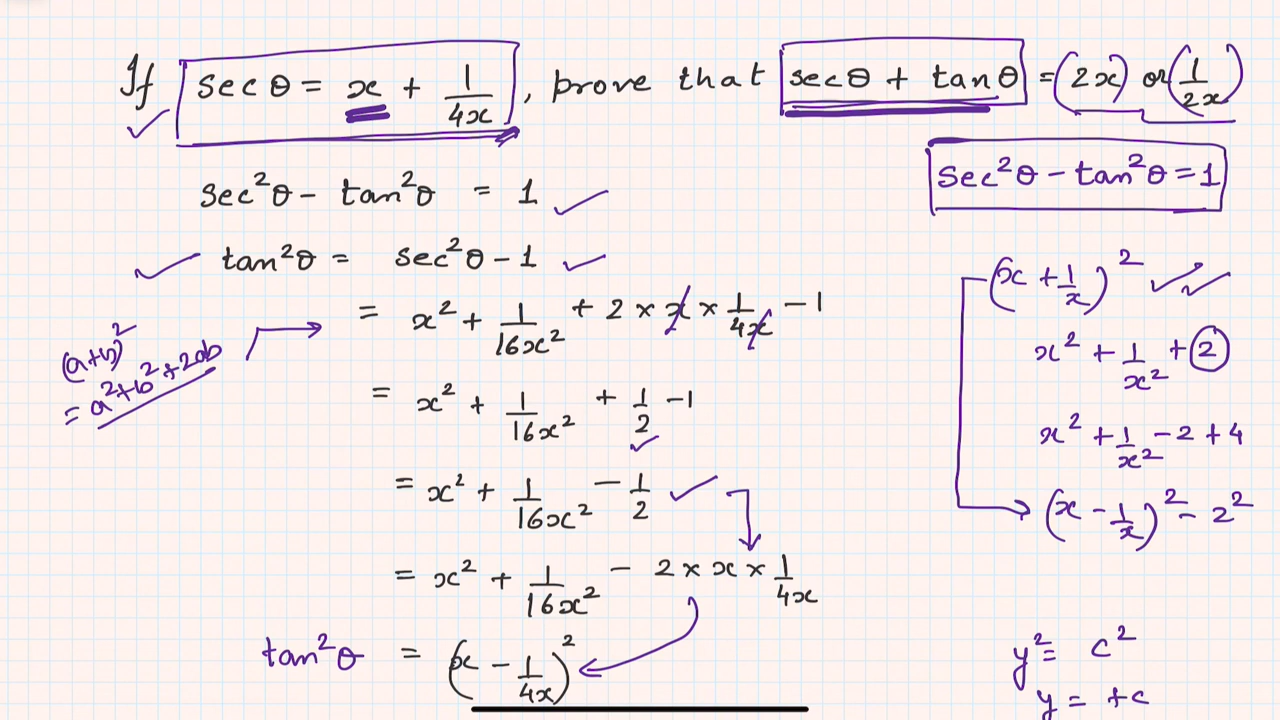 If sec θ = x + 1/4x , prove that sec θ + tan θ = (2x) or (1/2x)
sec²θ - tan²θ = 1
sec²θ - tan²θ = 1
tan²θ = sec²θ - 1
= x² + 1/16x² + 2 × x × 1/4x - 1
(a+b)²
= a²+b²+2ab
= x² + 1/16x² + 1/2 - 1
= x² + 1/16x² - 1/2
= x² + 1/16x² - 2 × x × 1/4x
tan²θ = (x - 1/4x)²
(x + 1/x)²
x² + 1/x² + 2
x² + 1/x² - 2 + 4
(x - 1/x)² - 2²
y² = c²
y = +c